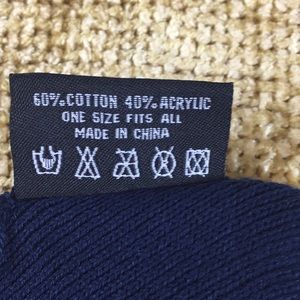 60%COTTON 40%ACRYLIC
ONE SIZE FITS ALL
MADE IN CHINA